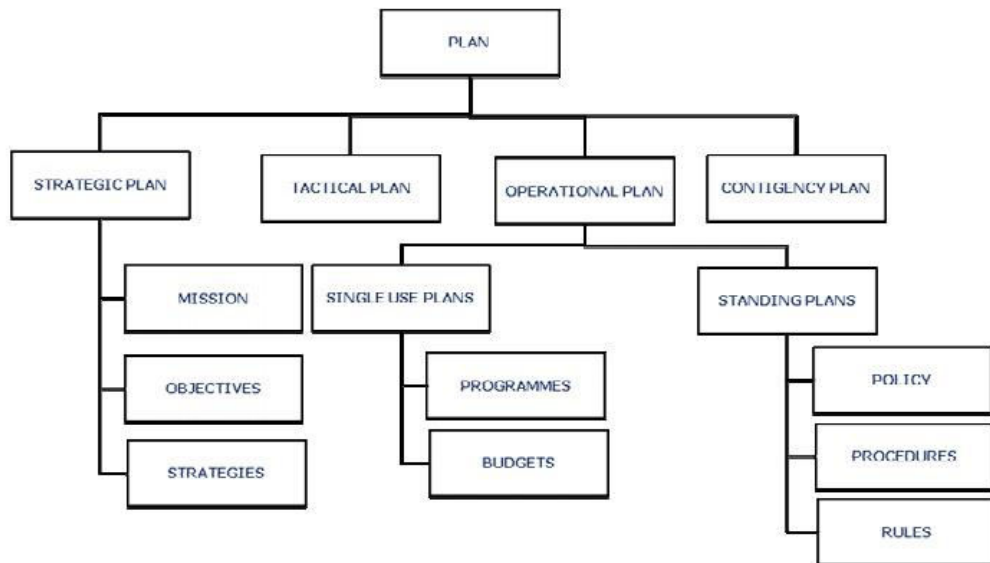 PLAN
STRATEGIC PLAN
TACTICAL PLAN
OPERATIONAL PLAN
CONTIGENCY PLAN
MISSION
SINGLE USE PLANS
STANDING PLANS
OBJECTIVES
PROGRAMMES
POLICY
STRATEGIES
BUDGETS
PROCEDURES
RULES